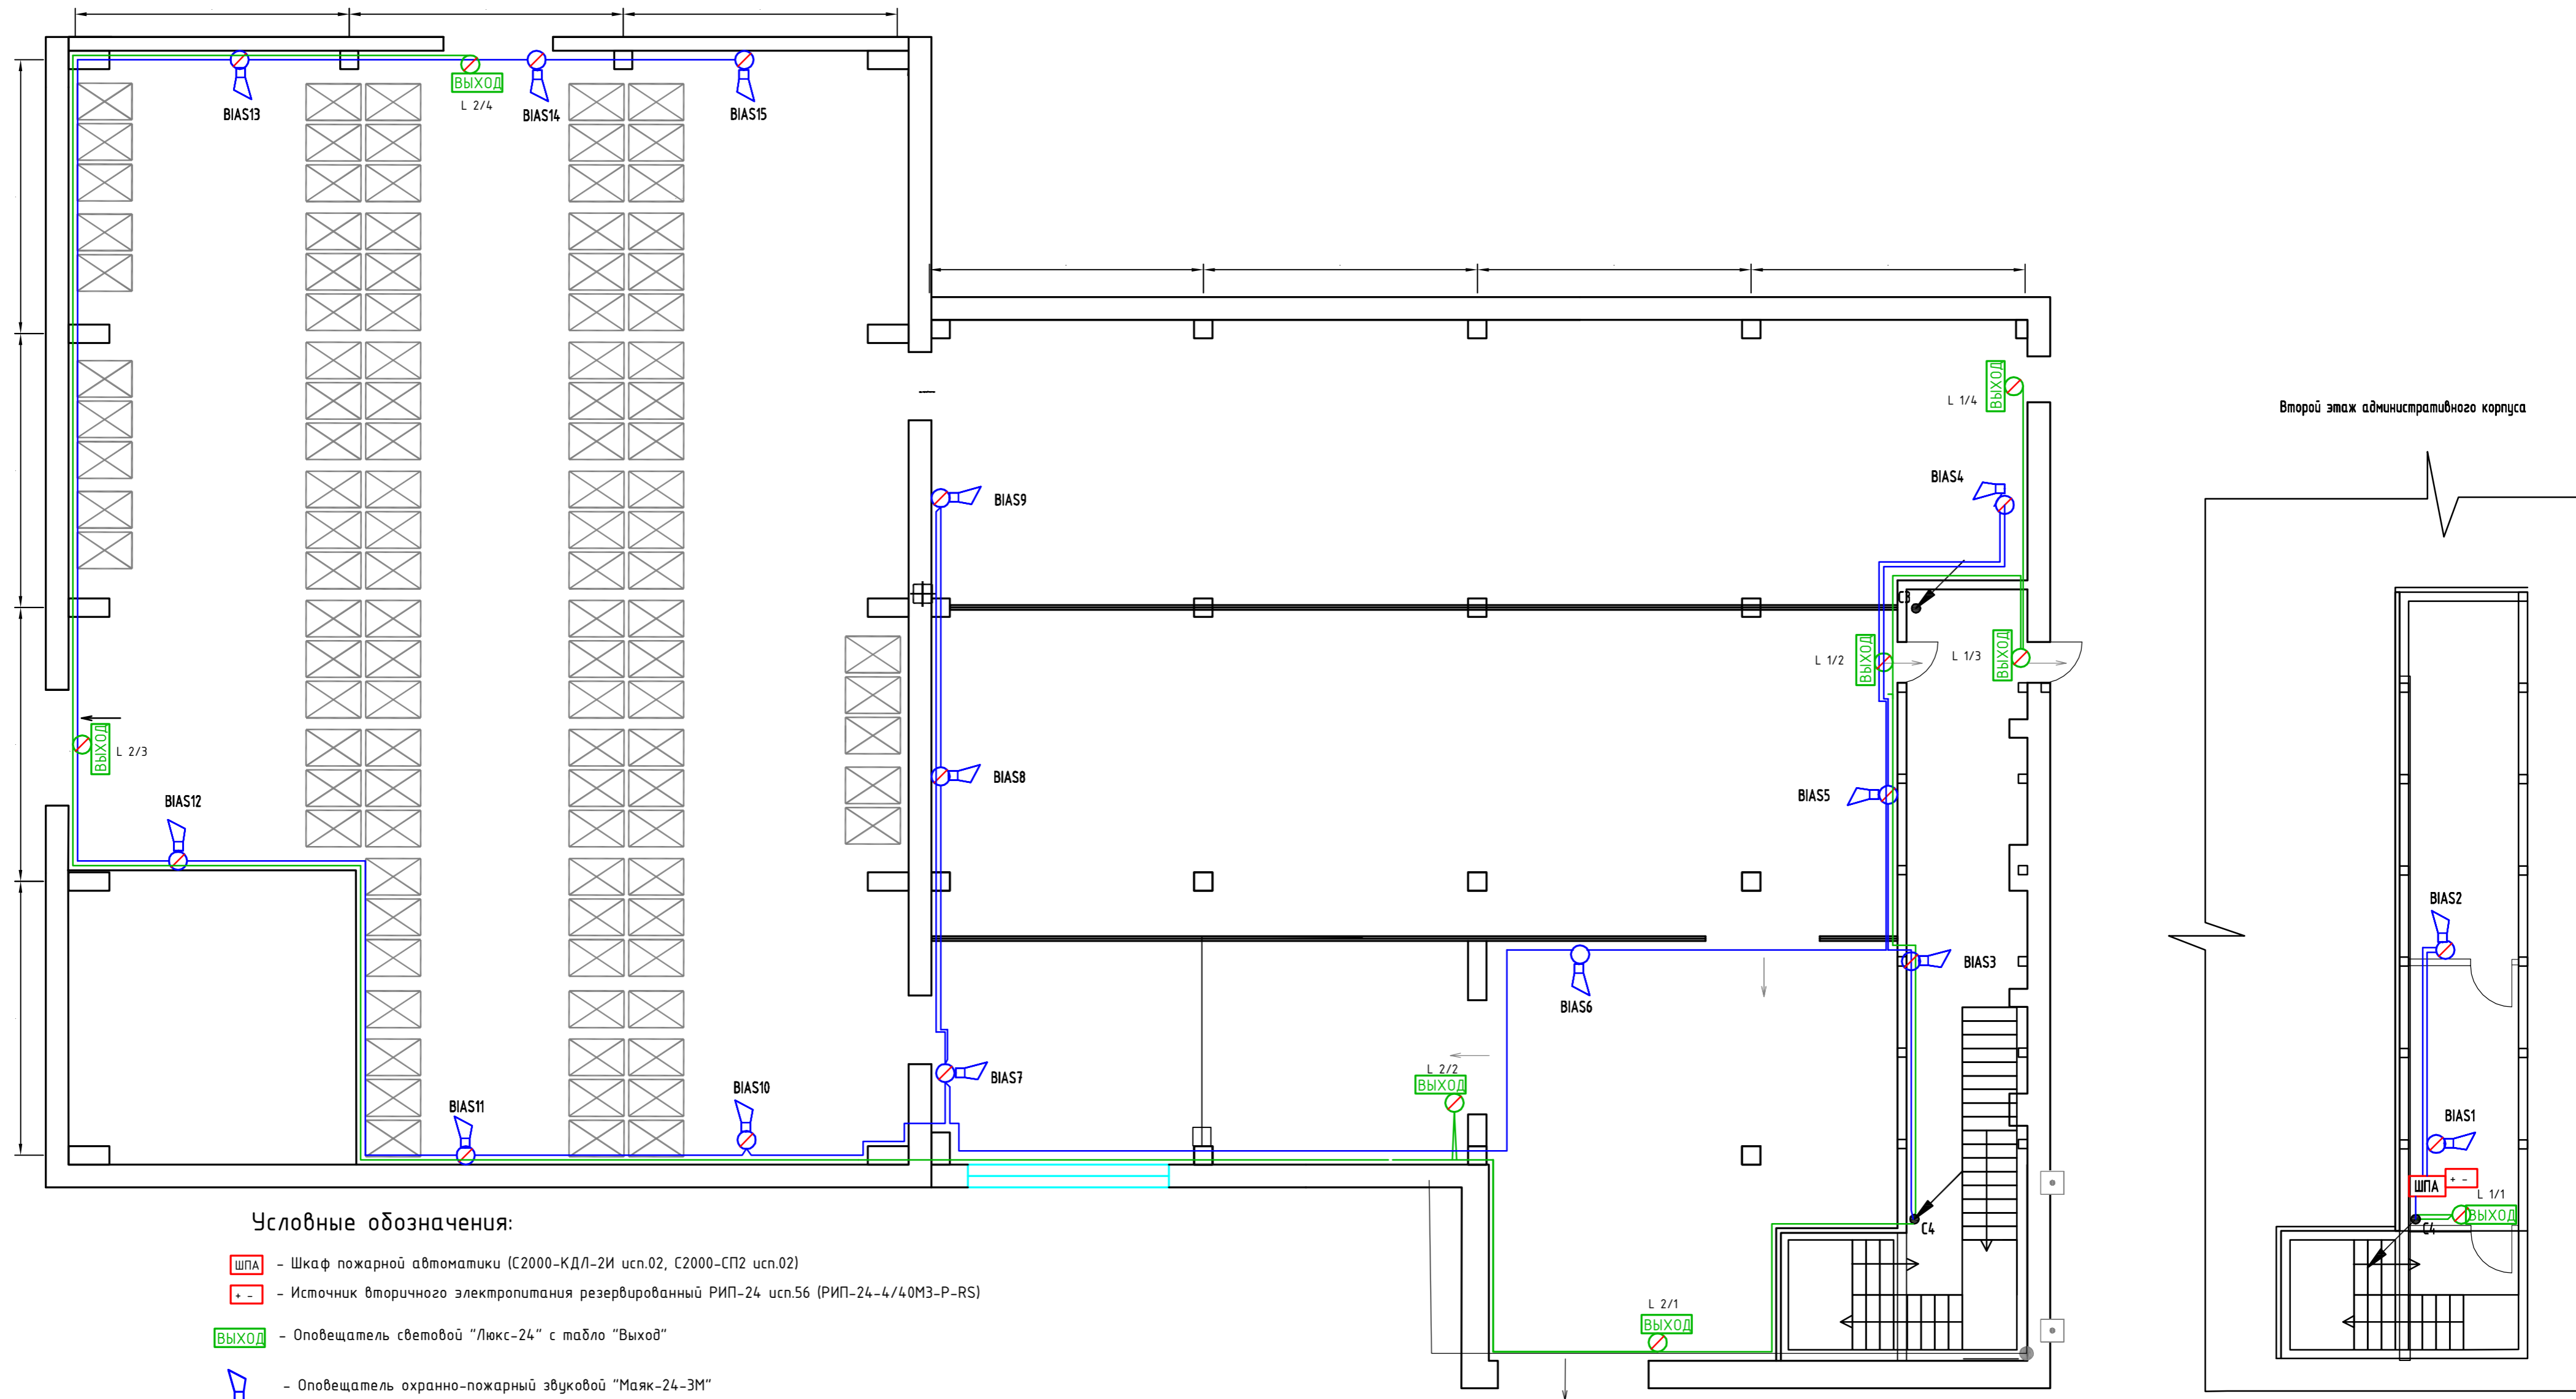 ВЫХОД
L 2/4
BIAS13
BIAS14
BIAS15
ВЫХОД
L 1/4
Второй этаж административного корпуса
BIAS4
BIAS9
С3
ВЫХОД
L 1/2
ВЫХОД
L 1/3
ВЫХОД
L 2/3
BIAS8
BIAS5
BIAS12
BIAS2
BIAS3
BIAS6
L 2/2
ВЫХОД
BIAS7
BIAS10
BIAS11
BIAS1
ШПА
+ -
L 1/1
ВЫХОД
С4
С4
Условные обозначения:
ШПА - Шкаф пожарной автоматики (С2000-КДЛ-2И исп.02, С2000-СП2 исп.02)
+ - - Источник вторичного электропитания резервированный РИП-24 исп.56 (РИП-24-4/40М3-Р-RS)
L 2/1
ВЫХОД
ВЫХОД - Оповещатель световой "Люкс-24" с табло "Выход"
- Оповещатель охранно-пожарный звуковой "Маяк-24-3М"